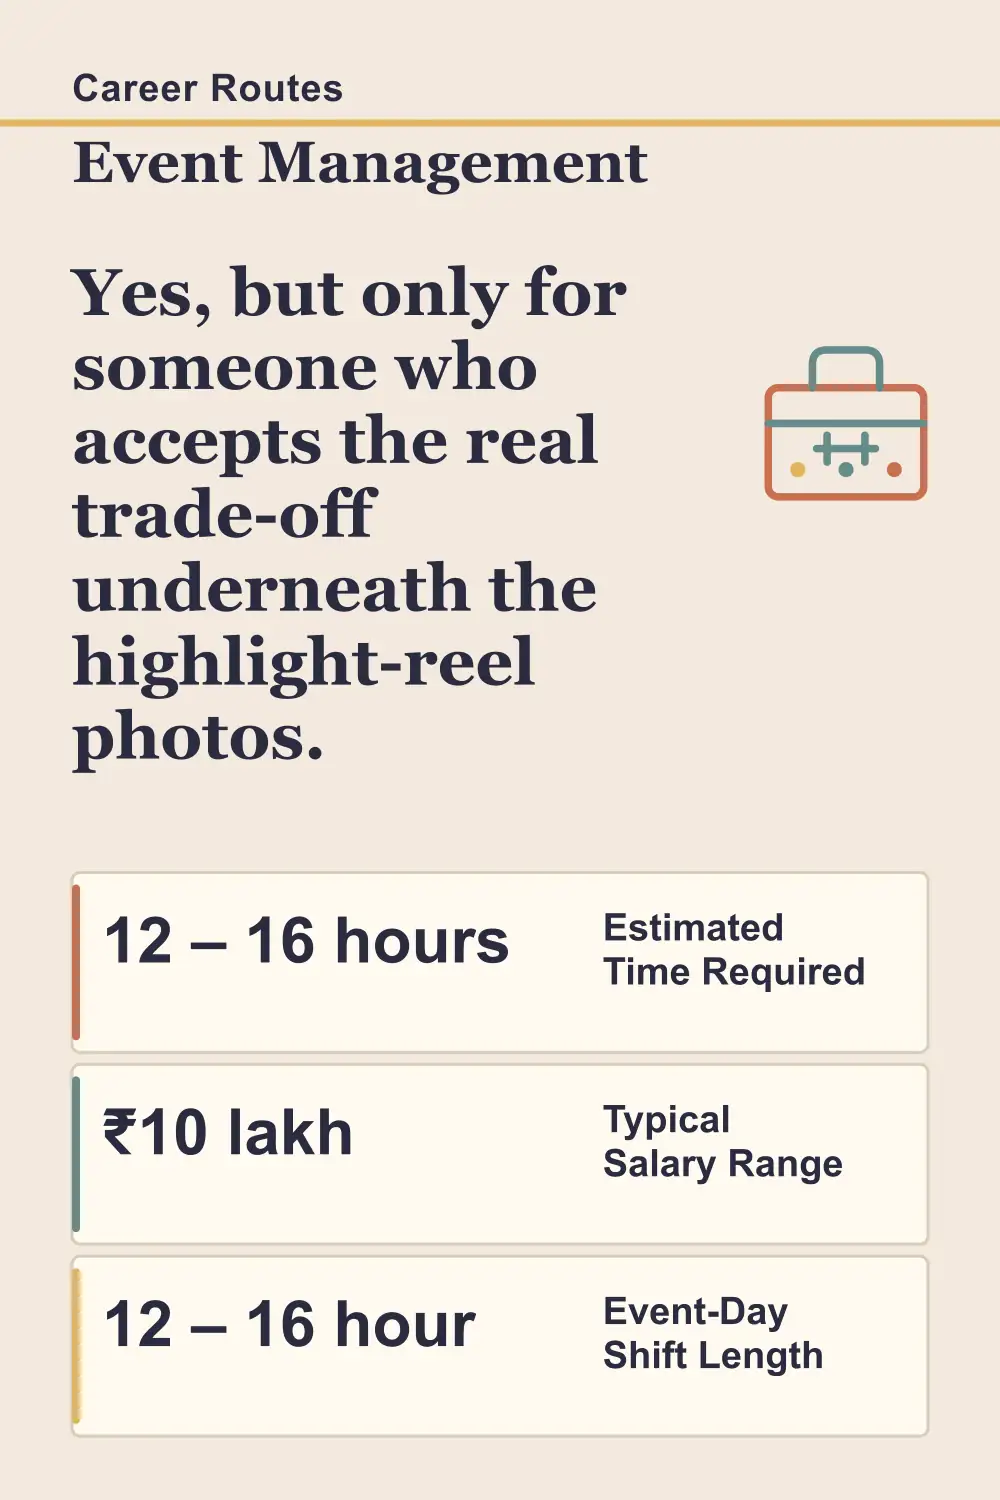 Career Routes
Event Management
Yes, but only for
someone who
accepts the real
trade-off
underneath the
highlight-reel
photos.
12 – 16 hours
Estimated
Time Required
₹10 lakh
Typical
Salary Range
12 – 16 hour
Event-Day
Shift Length